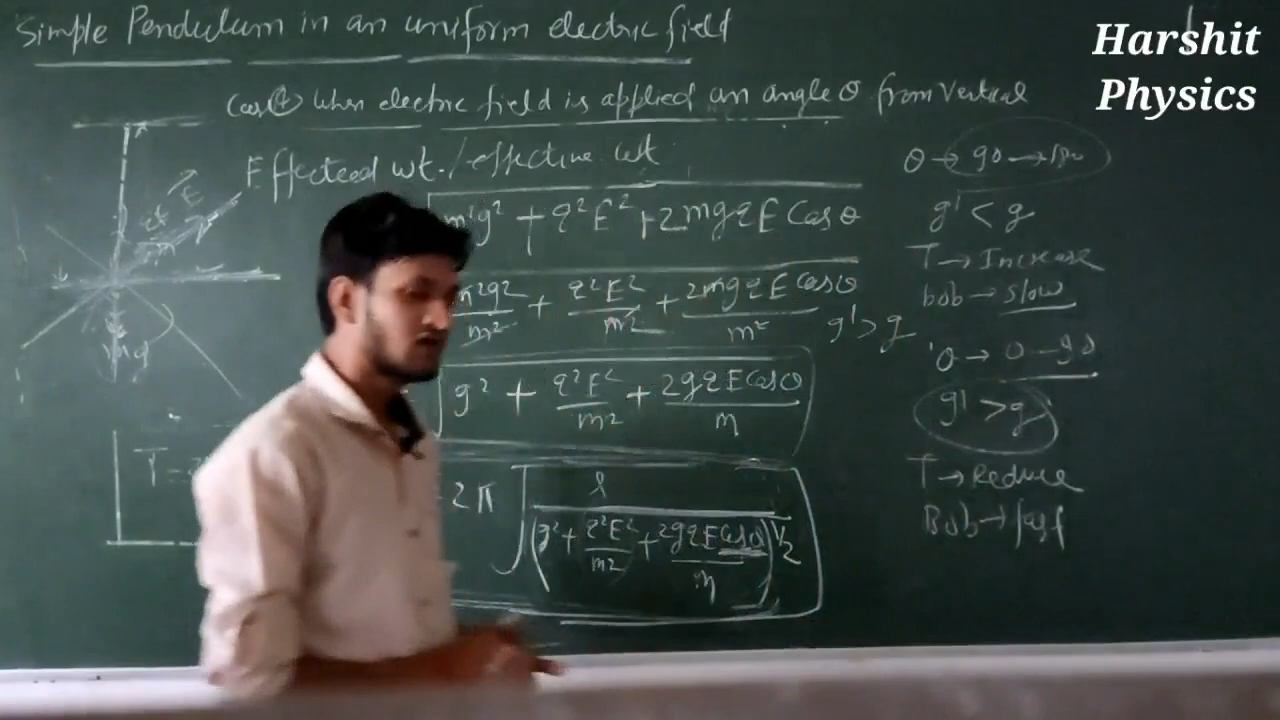 Simple Pendulum in an uniform electric field
Harshit
Physics
Case 4 When electric field is applied an angle θ from Vertical
Effected wt./effective wt
m²g² + q²E² + 2mgqE Cosθ
m²g²/m² + q²E²/m² + 2mgqE Cosθ/m²
g² + q²E²/m² + 2gqE Cosθ/m
2π √ l/(g² + q²E²/m² + 2gqE Cosθ/m)^1/2
qE
E
mg
T =
θ → 90 → 180
g' < g
T → Increase
bob → slow
g' > g
θ → 0 – 90
g' > g
T → Reduce
Bob → fast